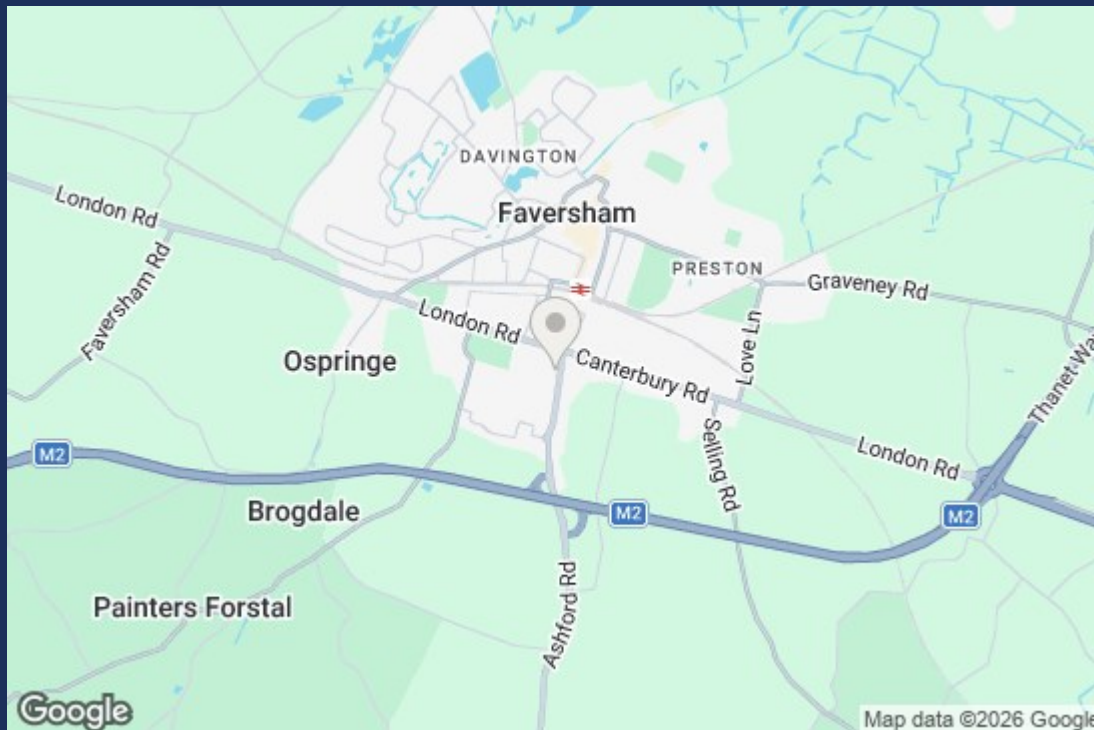 DAVINGTON
London Rd
Faversham
PRESTON
Faversham Rd
Graveney Rd
London Rd
Love Ln
Ospringe
Canterbury Rd
Thanet Way
M2
Selling Rd
London Rd
Brogdale
M2
M2
Painters Forstal
Ashford Rd
Google
Map data ©2026 Google